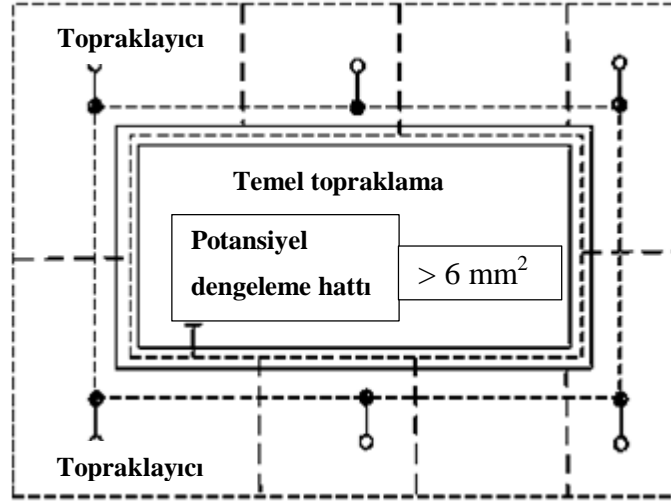 Topraklayıcı
Temel topraklama
Potansiyel
dengeleme hattı
> 6 mm²
Topraklayıcı